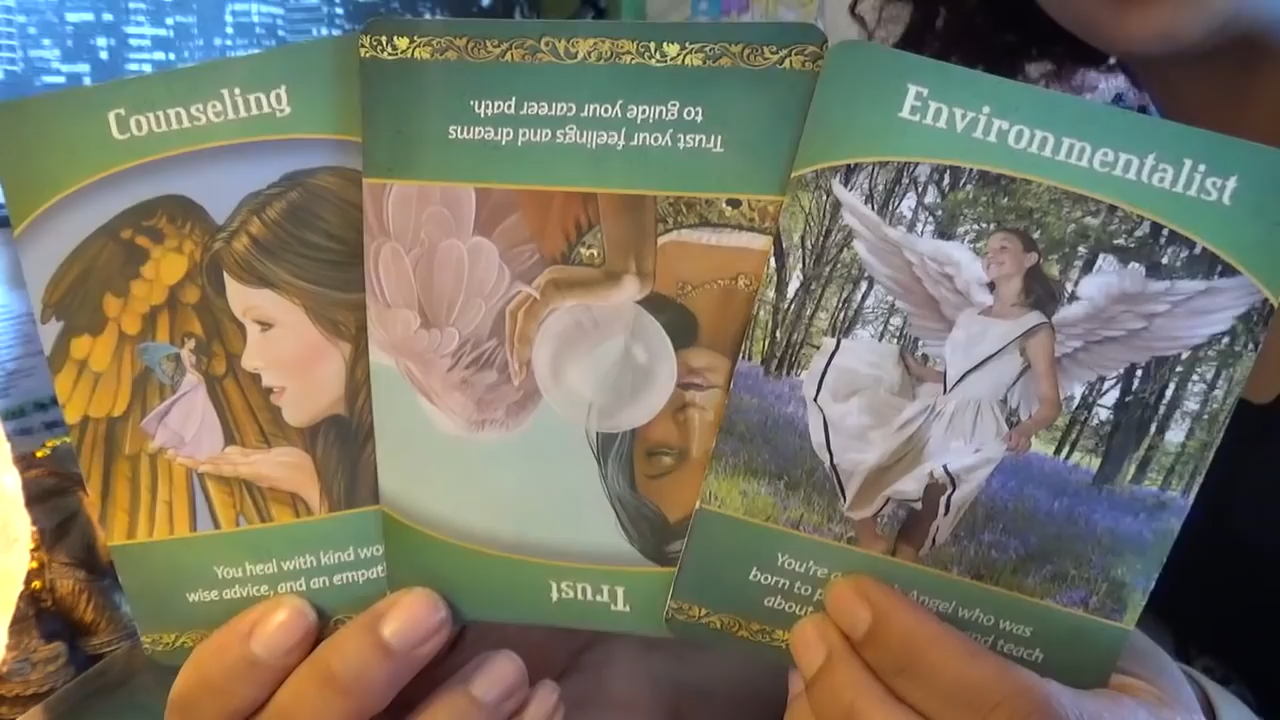 Counseling
You heal with kind wo
wise advice, and an empat
Trust
Trust your feelings and dreams
to guide your career path.
Environmentalist
You're a Angel who was
born to p
about and teach